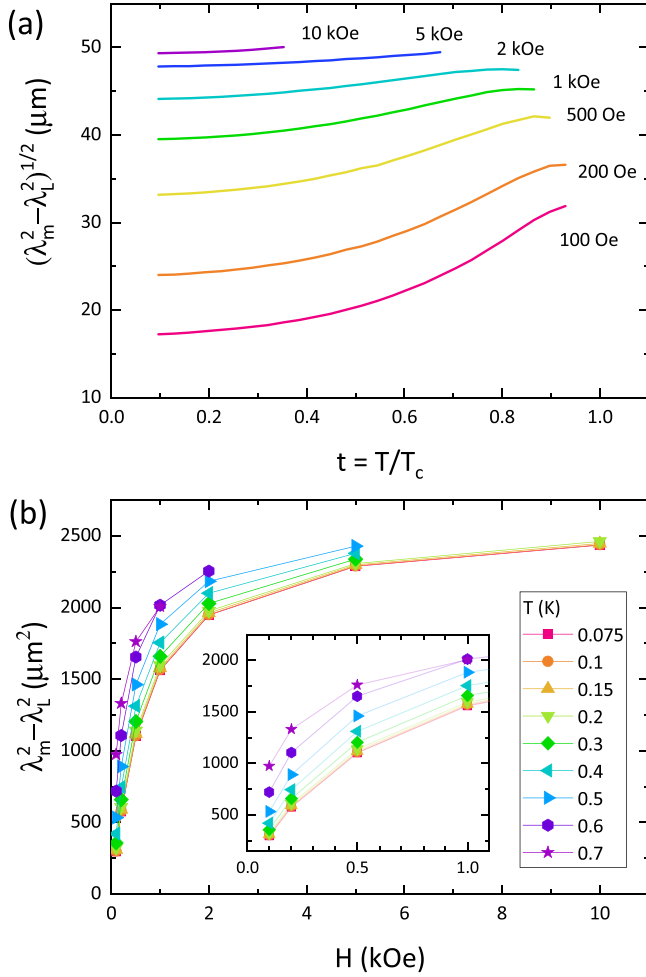 (a)
50
40
30
20
10
(λₘ²−λ_L²)^1/2 (μm)
10 kOe
5 kOe
2 kOe
1 kOe
500 Oe
200 Oe
100 Oe
0.0 0.2 0.4 0.6 0.8 1.0
t = T/T_c
(b)
2500
2000
1500
1000
500
0
λₘ²−λ_L² (μm²)
2000
1500
1000
500
0.0 0.5 1.0
T (K)
0.075
0.1
0.15
0.2
0.3
0.4
0.5
0.6
0.7
0 2 4 6 8 10
H (kOe)